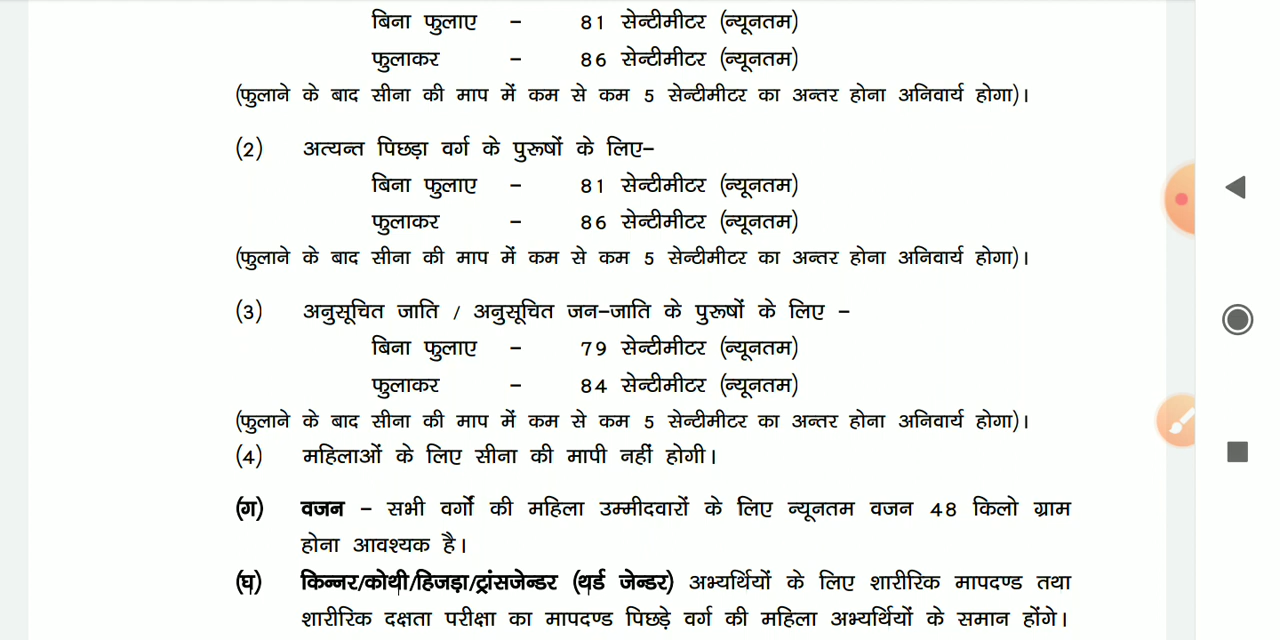 बिना फुलाए – 81 सेन्टीमीटर (न्यूनतम)
फुलाकर – 86 सेन्टीमीटर (न्यूनतम)
(फुलाने के बाद सीना की माप में कम से कम 5 सेन्टीमीटर का अन्तर होना अनिवार्य होगा)।
(2) अत्यन्त पिछड़ा वर्ग के पुरूषों के लिए–
बिना फुलाए – 81 सेन्टीमीटर (न्यूनतम)
फुलाकर – 86 सेन्टीमीटर (न्यूनतम)
(फुलाने के बाद सीना की माप में कम से कम 5 सेन्टीमीटर का अन्तर होना अनिवार्य होगा)।
(3) अनुसूचित जाति / अनुसूचित जन–जाति के पुरूषों के लिए –
बिना फुलाए – 79 सेन्टीमीटर (न्यूनतम)
फुलाकर – 84 सेन्टीमीटर (न्यूनतम)
(फुलाने के बाद सीना की माप में कम से कम 5 सेन्टीमीटर का अन्तर होना अनिवार्य होगा)।
(4) महिलाओं के लिए सीना की मापी नहीं होगी।
(ग) वजन – सभी वर्गों की महिला उम्मीदवारों के लिए न्यूनतम वजन 48 किलो ग्राम
होना आवश्यक है।
(घ) किन्नर/कोथी/हिजड़ा/ट्रांसजेन्डर (थर्ड जेन्डर) अभ्यर्थियों के लिए शारीरिक मापदण्ड तथा
शारीरिक दक्षता परीक्षा का मापदण्ड पिछड़े वर्ग की महिला अभ्यर्थियों के समान होंगे।